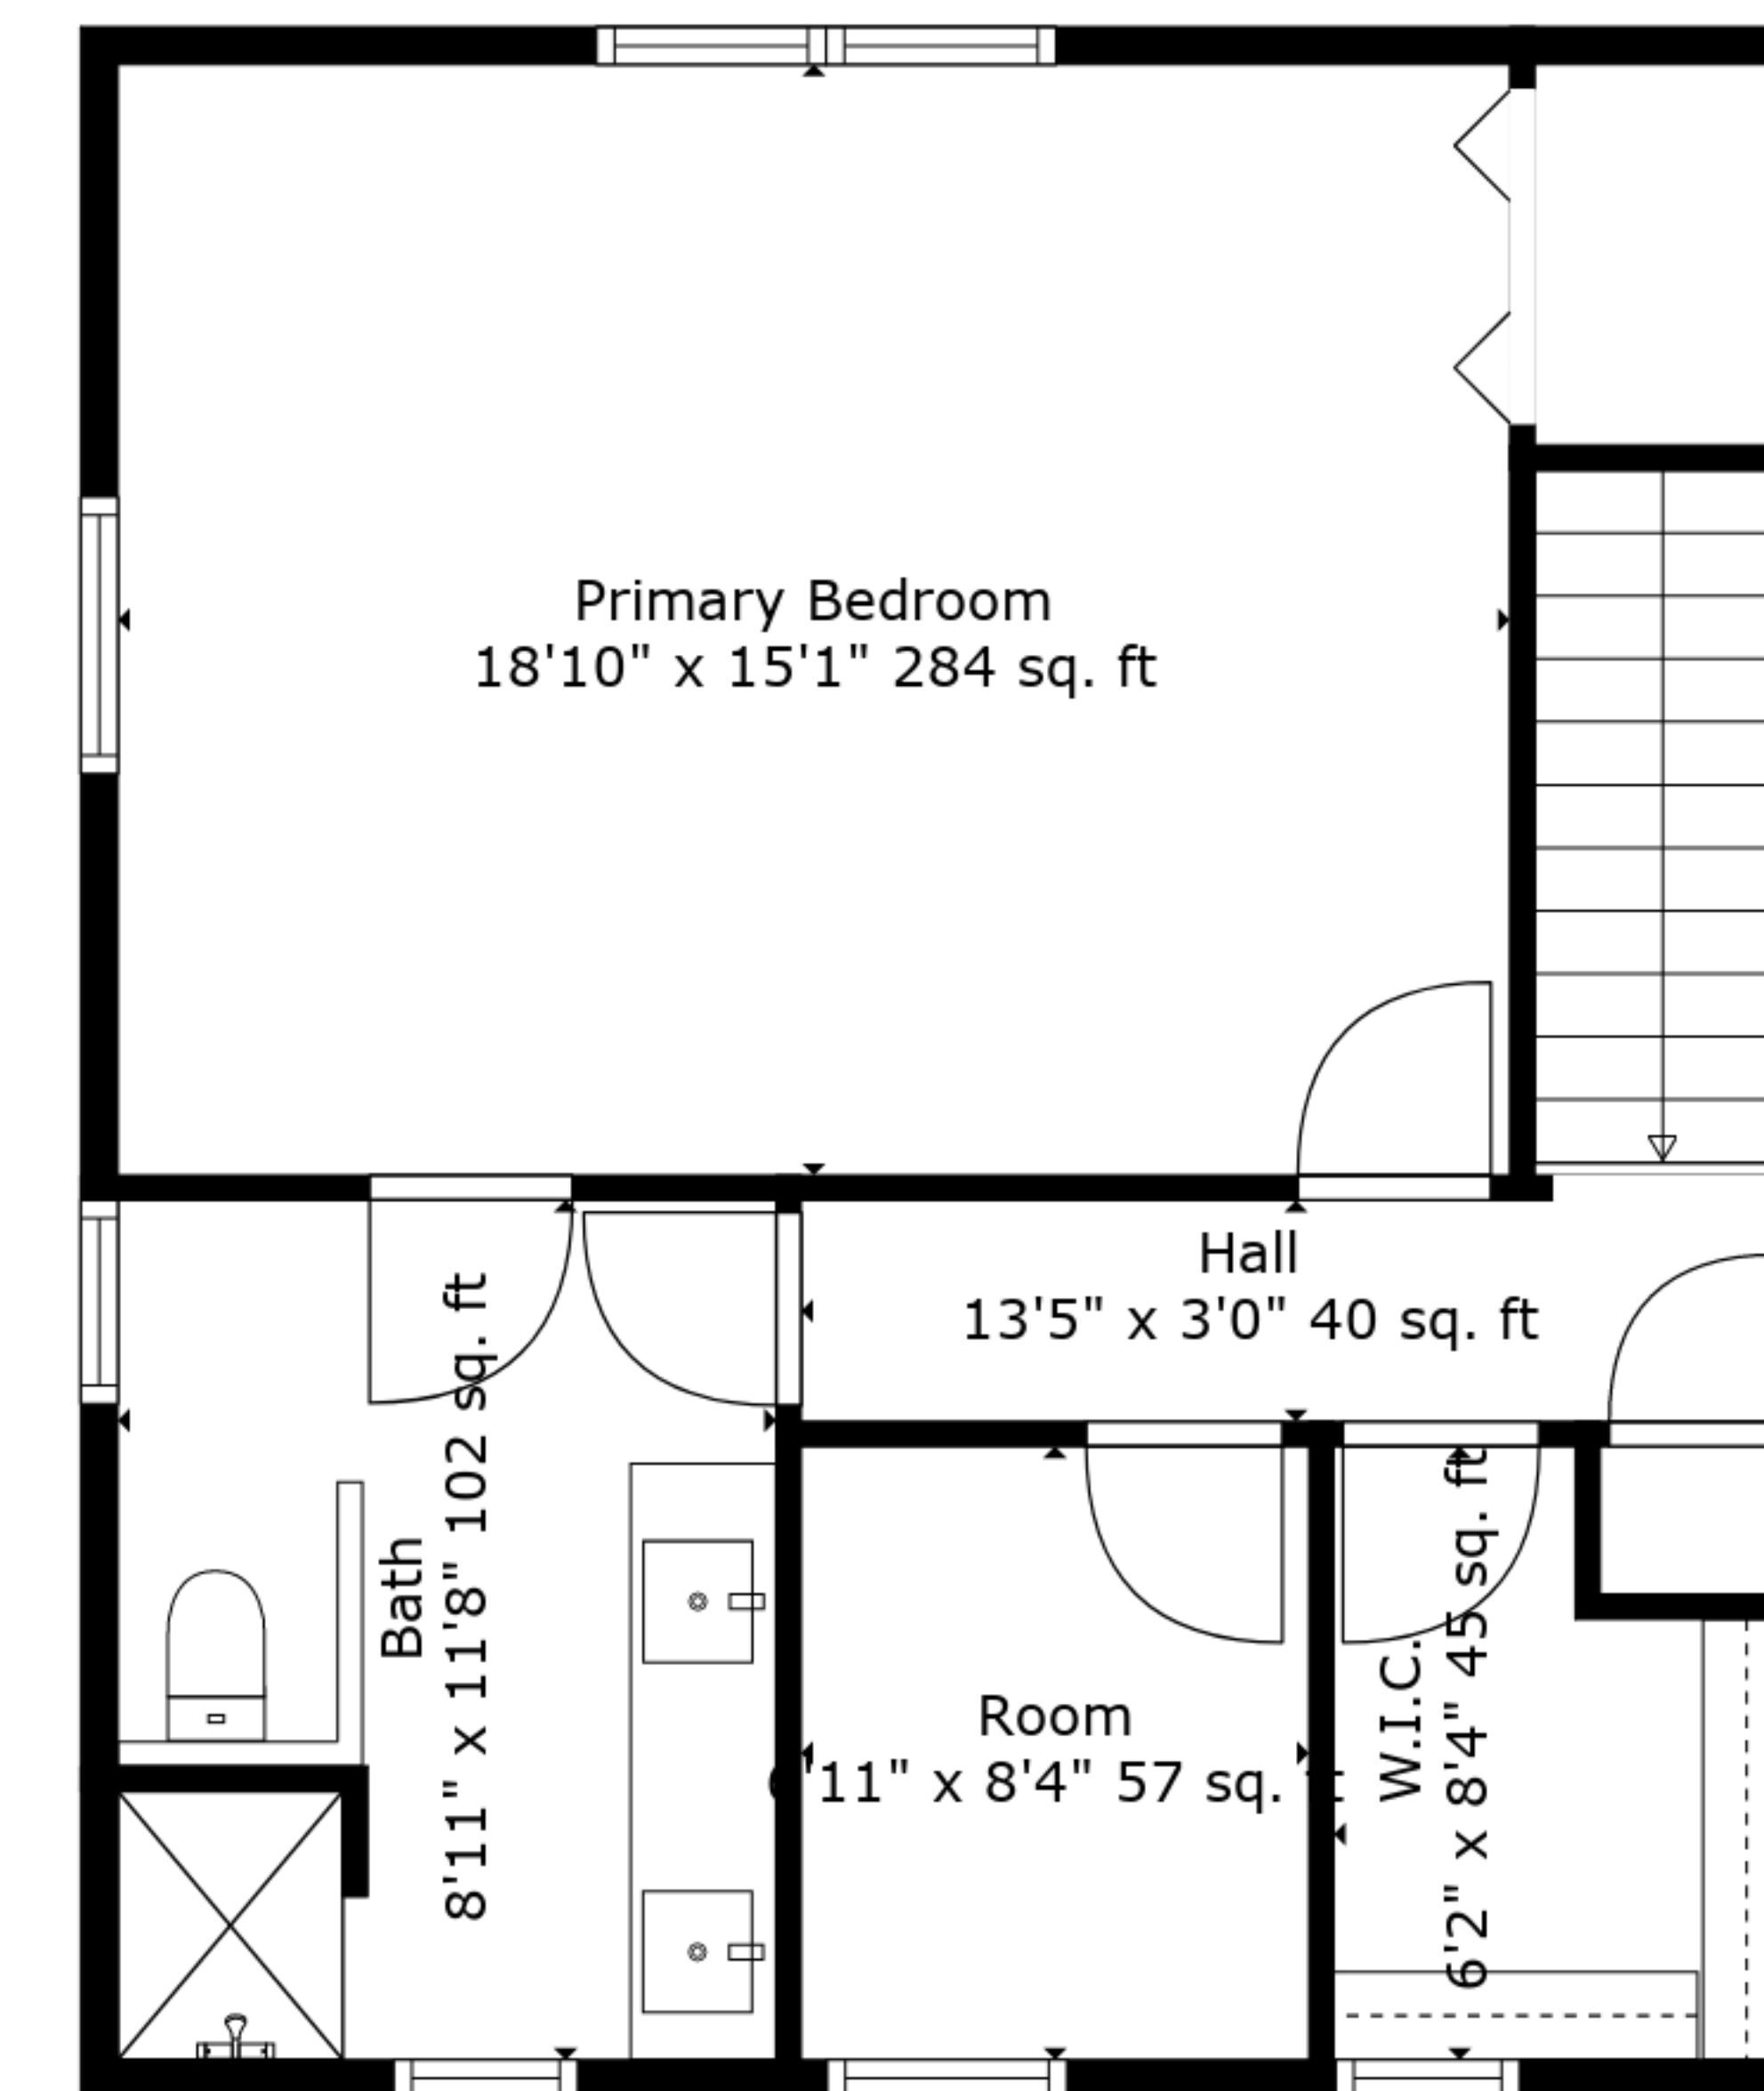 Primary Bedroom
18'10" x 15'1" 284 sq. ft
Hall
13'5" x 3'0" 40 sq. ft
Bath
8'11" x 11'8" 102 sq. ft
Room
'11" x 8'4" 57 sq.
W.I.C.
6'2" x 8'4" 45 sq. ft